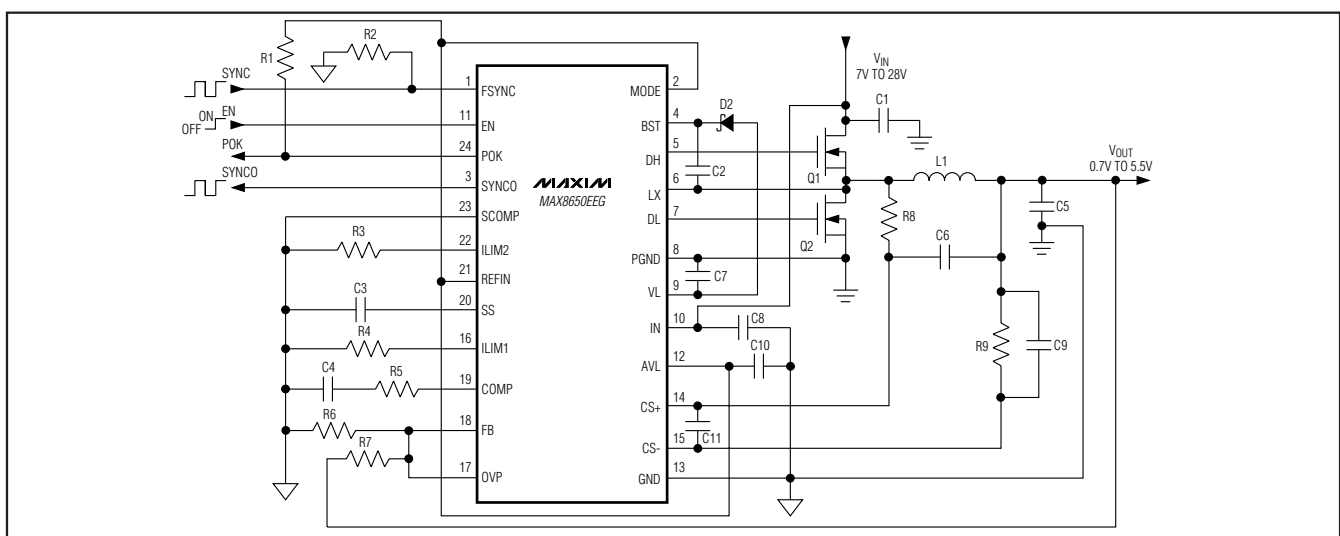 R1
R2
SYNC
1
FSYNC
ON
OFF
EN
11
EN
POK
24
POK
SYNCO
3
SYNCO
23
SCOMP
R3
22
ILIM2
21
REFIN
C3
20
SS
R4
16
ILIM1
C4
R5
19
COMP
R6
18
FB
R7
17
OVP
MAXIM
MAX8650EEG
MODE
2
BST
4
D2
DH
5
C2
LX
6
DL
7
PGND
8
C7
VL
9
IN
10
C8
AVL
12
C10
CS+
14
C11
CS-
15
GND
13
VIN
7V TO 28V
C1
Q1
Q2
L1
VOUT
0.7V TO 5.5V
R8
C5
C6
R9
C9